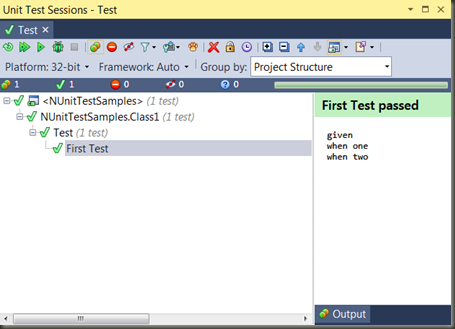 Unit Test Sessions - Test
Test
Platform: 32-bit Framework: Auto Group by: Project Structure
1 1 0 0 0
<NUnitTestSamples> (1 test)
NUnitTestSamples.Class1 (1 test)
Test (1 test)
First Test
First Test passed
given
when one
when two
Output